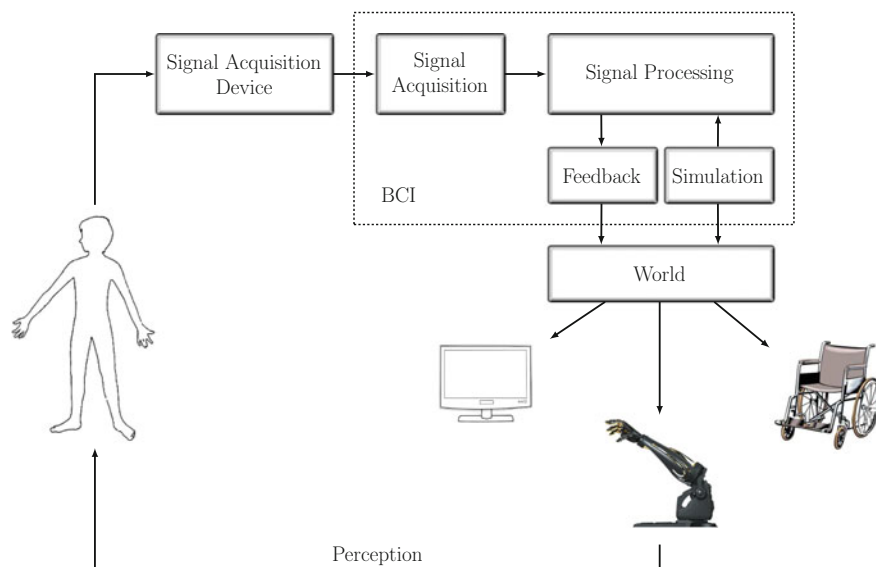 Signal Acquisition
Device
Signal
Acquisition
Signal Processing
Feedback
Simulation
BCI
World
Perception